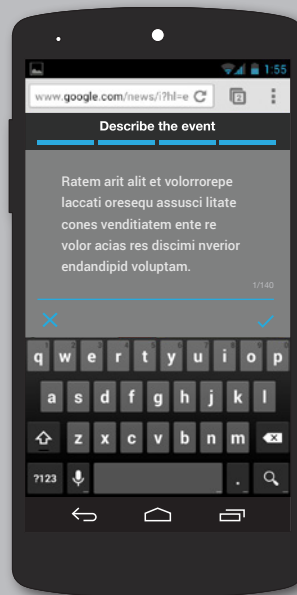 1:55
www.google.com/news/i?hl=e
2
Describe the event
Ratem arit alit et volorrorepe
laccati oresequ assusci litate
cones venditiatem ente re
volor acias res discimi nverior
endandipid voluptam.
1/140
q w e r t y u i o p
a s d f g h j k l
z x c v b n m
?123 .